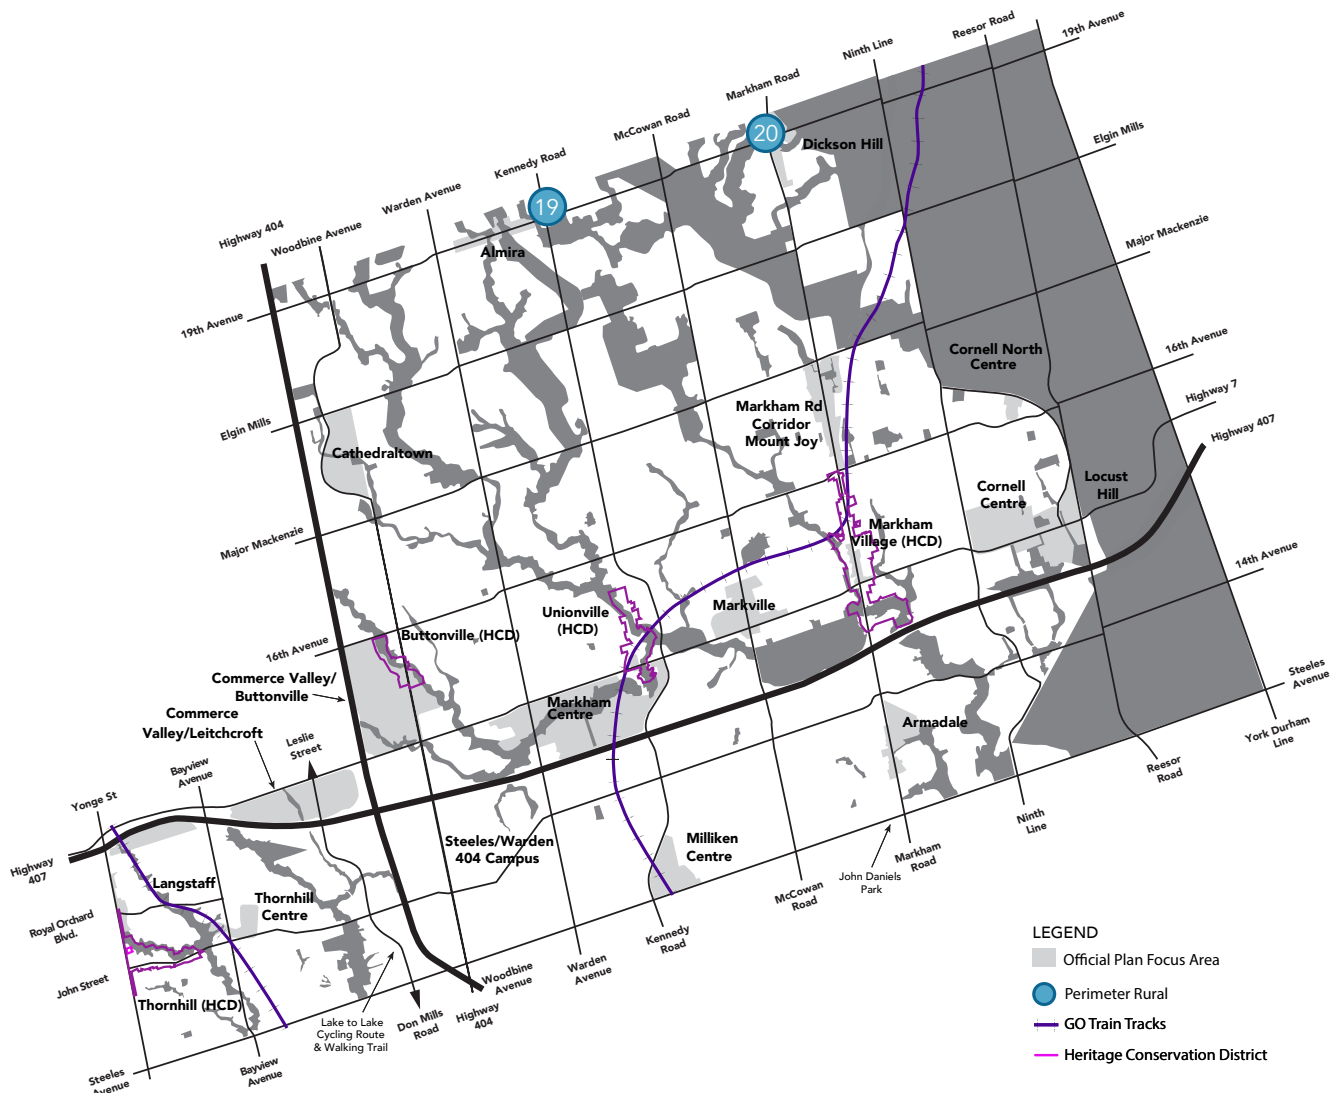 Reesor Road
19th Avenue
Ninth Line
Markham Road
McCowan Road
Kennedy Road
Warden Avenue
Woodbine Avenue
Highway 404
20
Dickson Hill
Elgin Mills
19
Almira
Major Mackenzie
19th Avenue
16th Avenue
Cornell North
Centre
Highway 7
Markham Rd
Corridor
Mount Joy
Highway 407
Elgin Mills
Cathedraltown
Locust
Hill
Cornell
Centre
Major Mackenzie
Markham
Village (HCD)
14th Avenue
Unionville
(HCD)
Markville
Buttonville (HCD)
16th Avenue
Commerce Valley/
Buttonville
Steeles
Avenue
Markham
Centre
Commerce
Valley/Leitchcroft
Armadale
York Durham
Line
Leslie
Street
Bayview
Avenue
Reesor
Road
Yonge St
Ninth
Line
Steeles/Warden
404 Campus
Milliken
Centre
Markham
Road
Highway
407
John Daniels
Park
Langstaff
McCowan
Road
Thornhill
Centre
Royal Orchard
Blvd.
Kennedy
Road
LEGEND
Official Plan Focus Area
Perimeter Rural
GO Train Tracks
Heritage Conservation District
Warden
Avenue
Woodbine
Avenue
John Street
Thornhill (HCD)
Highway
404
Don Mills
Road
Lake to Lake
Cycling Route
& Walking Trail
Bayview
Avenue
Steeles
Avenue